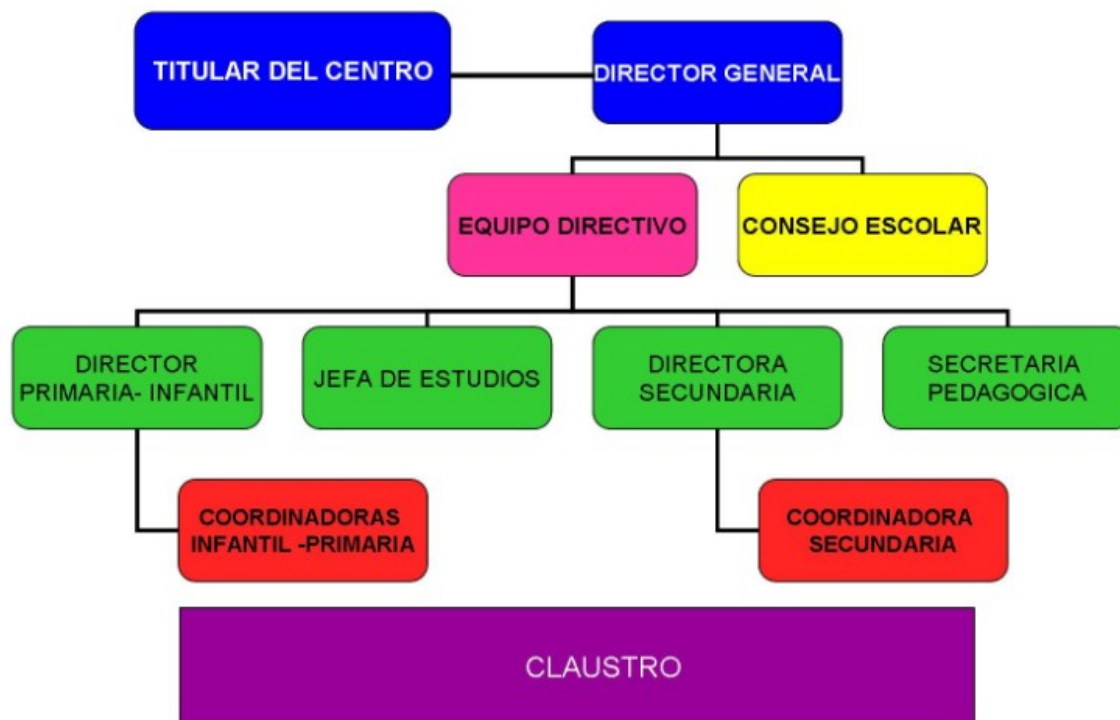 TITULAR DEL CENTRO
DIRECTOR GENERAL
EQUIPO DIRECTIVO
CONSEJO ESCOLAR
DIRECTOR
PRIMARIA- INFANTIL
JEFA DE ESTUDIOS
DIRECTORA
SECUNDARIA
SECRETARIA
PEDAGOGICA
COORDINADORAS
INFANTIL -PRIMARIA
COORDINADORA
SECUNDARIA
CLAUSTRO